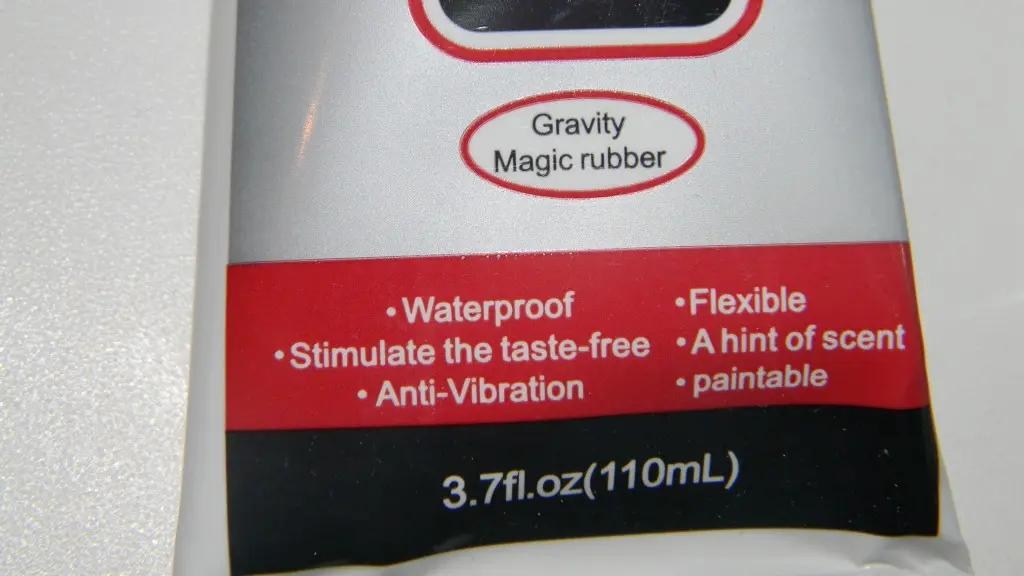 Gravity
Magic rubber
• Waterproof
• Stimulate the taste-free
• Anti-Vibration
• Flexible
• A hint of scent
• paintable
3.7fl.oz(110mL)